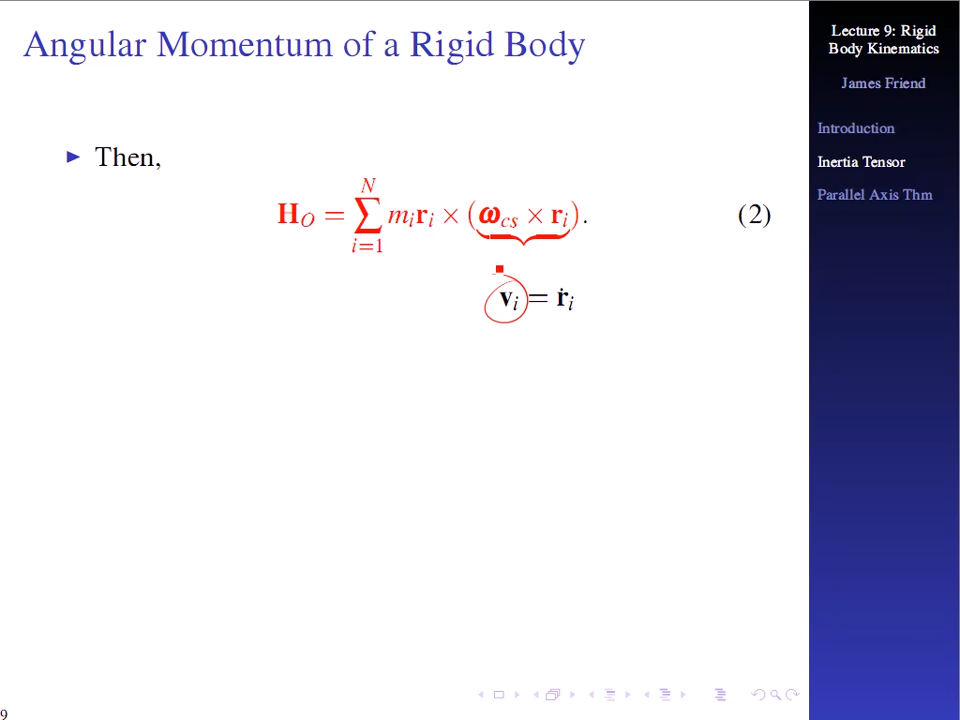 Angular Momentum of a Rigid Body
▶ Then,
H_O = ∑_{i=1}^{N} m_i r_i × (ω_cs × r_i). (2)
v_i = ṙ_i
9
Lecture 9: Rigid
Body Kinematics
James Friend
Introduction
Inertia Tensor
Parallel Axis Thm